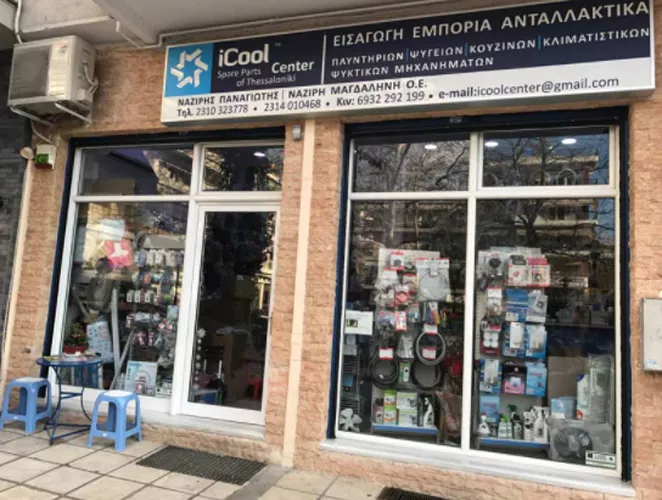 iCool
Center
Spare Parts
of Thessaloniki
ΕΙΣΑΓΩΓΗ ΕΜΠΟΡΙΑ ΑΝΤΑΛΛΑΚΤΙΚΑ
ΠΛΥΝΤΗΡΙΩΝ | ΨΥΓΕΙΩΝ | ΚΟΥΖΙΝΩΝ | ΚΛΙΜΑΤΙΣΤΙΚΩΝ
ΨΥΚΤΙΚΩΝ ΜΗΧΑΝΗΜΑΤΩΝ
ΝΑΖΙΡΗΣ ΠΑΝΑΓΙΩΤΗΣ / ΝΑΖΙΡΗ ΜΑΓΔΑΛΗΝΗ Ο.Ε.
Τηλ. 2310 323778 • 2314 010468 • Κιν: 6932 292 199 • e-mail:icoolcenter@gmail.com